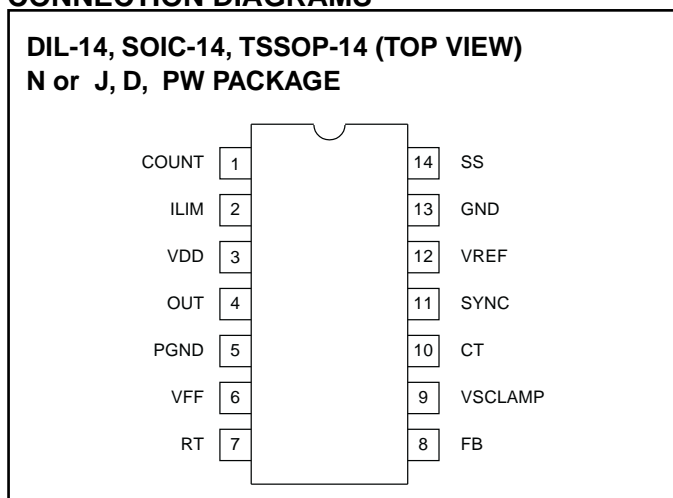 CONNECTION DIAGRAMS
DIL-14, SOIC-14, TSSOP-14 (TOP VIEW)
N or J, D, PW PACKAGE
COUNT 1 14 SS
ILIM 2 13 GND
VDD 3 12 VREF
OUT 4 11 SYNC
PGND 5 10 CT
VFF 6 9 VSCLAMP
RT 7 8 FB